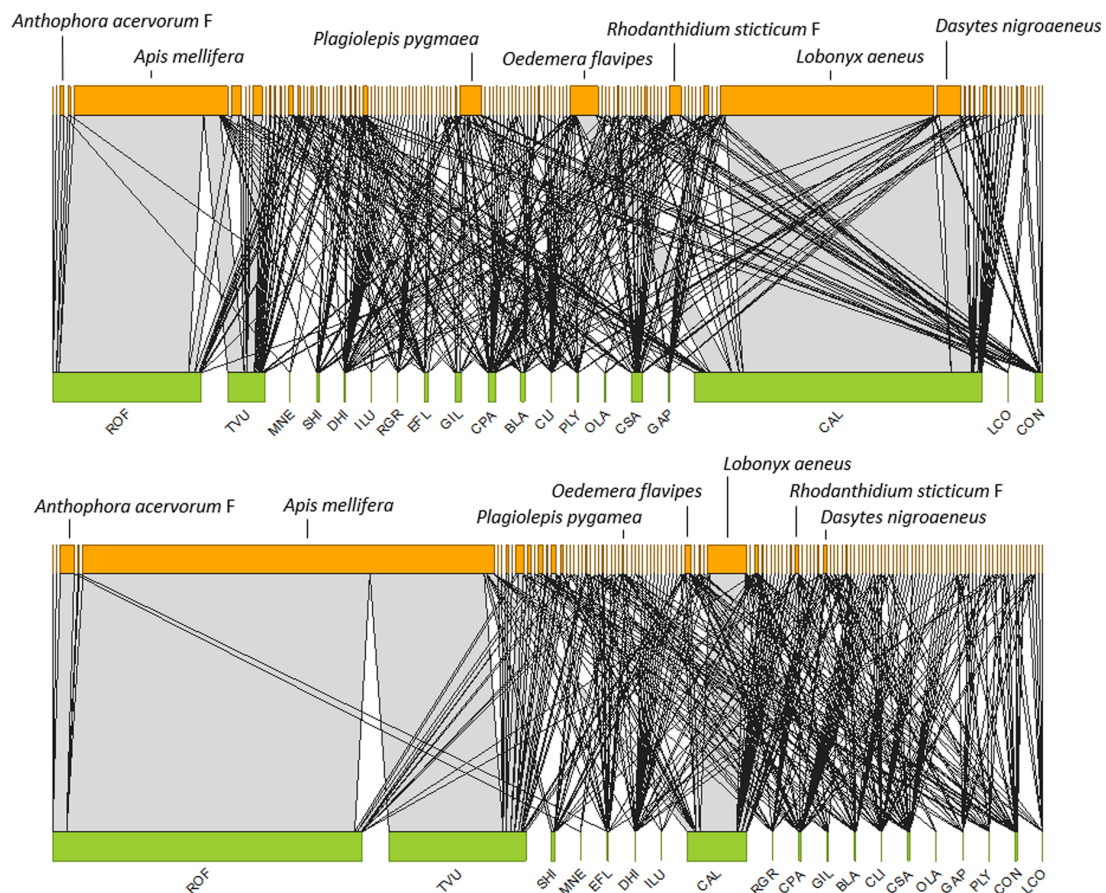 Anthophora acervorum F
Apis mellifera
Plagiolepis pygmaea
Oedemera flavipes
Rhodanthidium sticticum F
Lobonyx aeneus
Dasytes nigroaeneus
ROF
TVU
MNE
SHI
DHI
ILU
RGR
EFL
GIL
CPA
BLA
CLI
PLY
OLA
CSA
GAP
CAL
LCO
CON
Anthophora acervorum F
Apis mellifera
Plagiolepis pygamea
Oedemera flavipes
Lobonyx aeneus
Rhodanthidium sticticum F
Dasytes nigroaeneus
ROF
TVU
SHI
MNE
EFL
DHI
ILU
CAL
RGR
CPA
GIL
BLA
CLI
CSA
OLA
GAP
PLY
CON
LCO